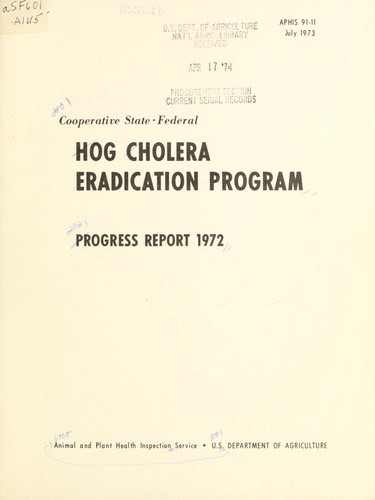 aSF601
.A1U5
U.S. DEPT. OF AGRICULTURE
NAT'L AGRIC. LIBRARY
RECEIVED
APR 17 '74
PROCUREMENT SECTION
CURRENT SERIAL RECORDS
APHIS 91-11
July 1973
Cooperative State - Federal
HOG CHOLERA
ERADICATION PROGRAM
PROGRESS REPORT 1972
Animal and Plant Health Inspection Service • U.S. DEPARTMENT OF AGRICULTURE